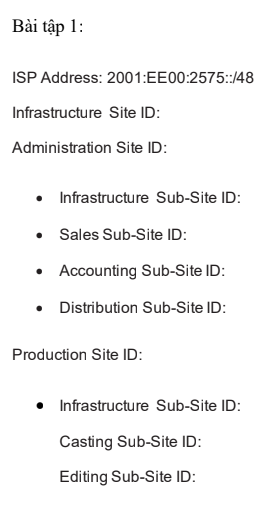 Bài tập 1:
ISP Address: 2001:EE00:2575::/48
Infrastructure Site ID:
Administration Site ID:
• Infrastructure Sub-Site ID:
• Sales Sub-Site ID:
• Accounting Sub-Site ID:
• Distribution Sub-Site ID:
Production Site ID:
• Infrastructure Sub-Site ID:
Casting Sub-Site ID:
Editing Sub-Site ID: